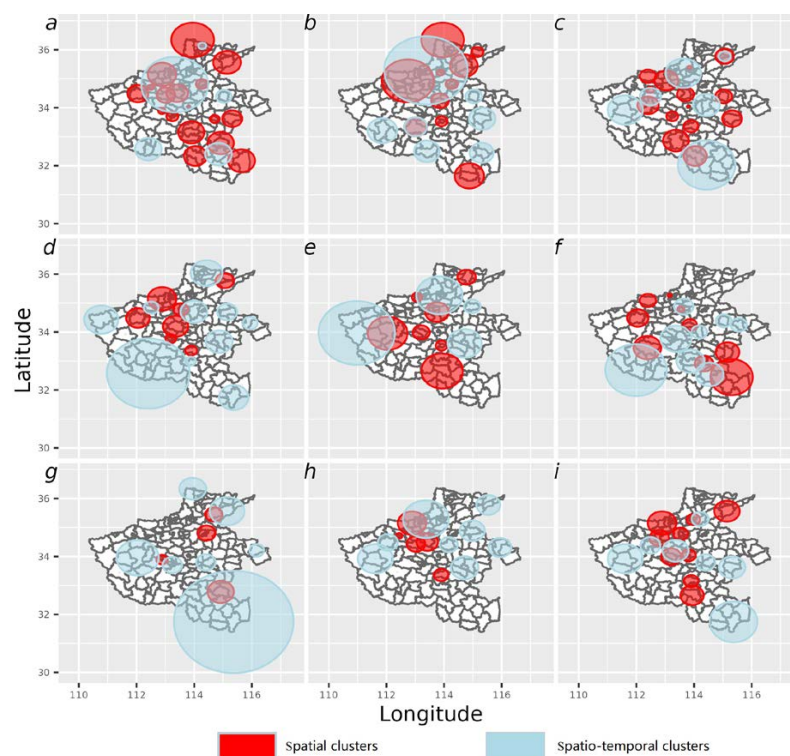 a b c
36
34
32
30
d e f
36
34
32
30
g h i
36
34
32
30
110 112 114 116 110 112 114 116 110 112 114 116
Latitude
Longitude
Spatial clusters Spatio-temporal clusters